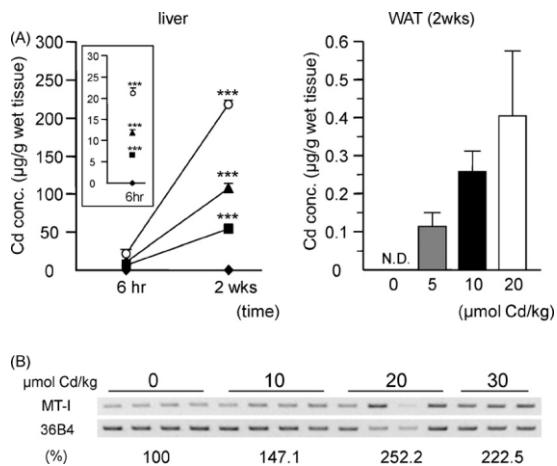 liver
WAT (2wks)
(A)
Cd conc. (μg/g wet tissue)
300
250
200
150
100
50
0
30
25
20
15
10
5
0
***
***
***
6hr
***
***
***
6 hr
2 wks
(time)
Cd conc. (μg/g wet tissue)
0.6
0.5
0.4
0.3
0.2
0.1
0
N.D.
0 5 10 20
(μmol Cd/kg)
(B)
μmol Cd/kg 0 10 20 30
MT-I
36B4
(%) 100 147.1 252.2 222.5